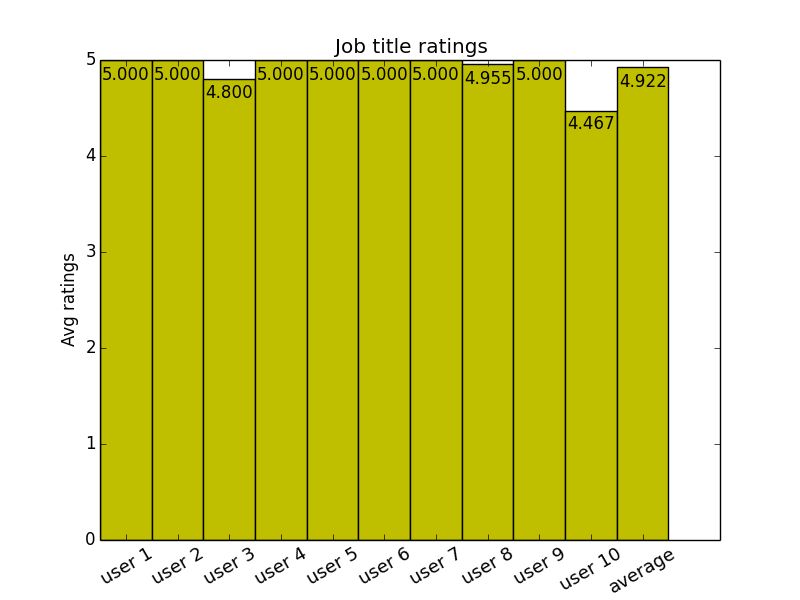 Job title ratings
5
4
3
2
1
0
Avg ratings
5.000
5.000
4.800
5.000
5.000
5.000
5.000
4.955
5.000
4.467
4.922
user 1
user 2
user 3
user 4
user 5
user 6
user 7
user 8
user 9
user 10
average